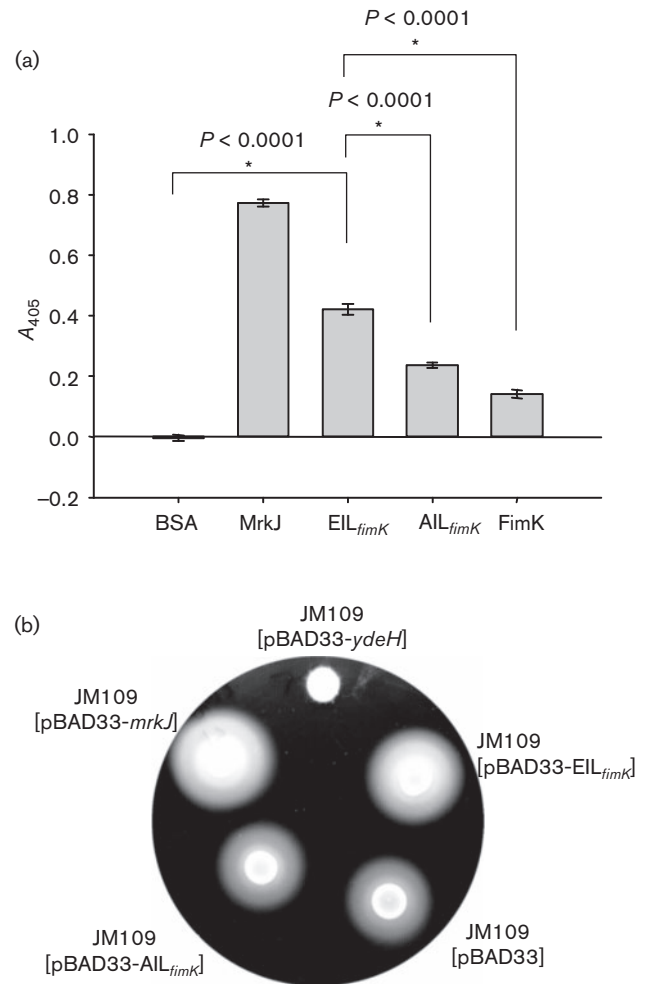 (a)
P < 0.0001
*
P < 0.0001
*
P < 0.0001
*
1.0
0.8
0.6
0.4
0.2
0.0
–0.2
A405
BSA MrkJ EILfimK AILfimK FimK
(b)
JM109
[pBAD33-ydeH]
JM109
[pBAD33-mrkJ]
JM109
[pBAD33-EILfimK]
JM109
[pBAD33-AILfimK]
JM109
[pBAD33]